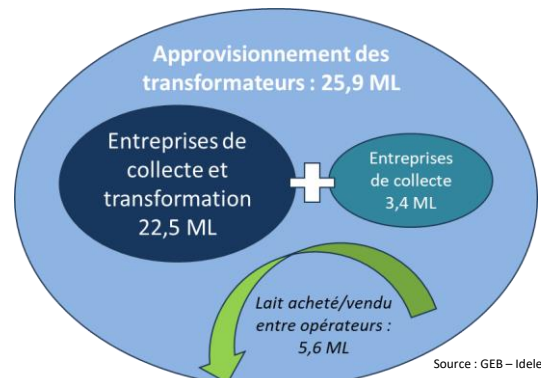 Approvisionnement des
transformateurs : 25,9 ML
Entreprises de
collecte et
transformation
22,5 ML
Entreprises
de collecte
3,4 ML
Lait acheté/vendu
entre opérateurs :
5,6 ML
Source : GEB – Idele